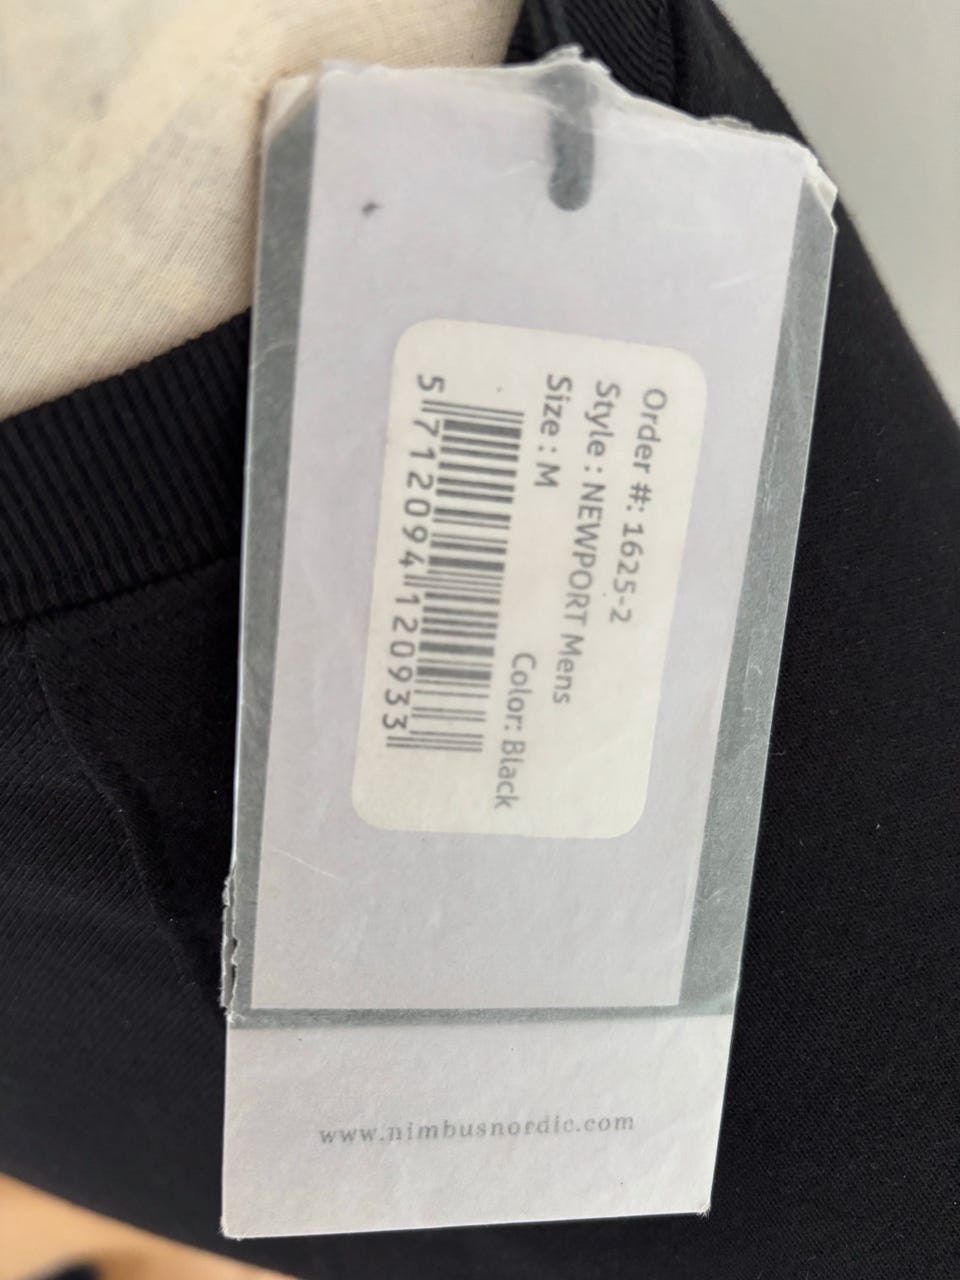 Order #: 1625-2
Style : NEWPORT Mens
Size : M
Color: Black
5 712094 120933
www.nimbusnordic.com